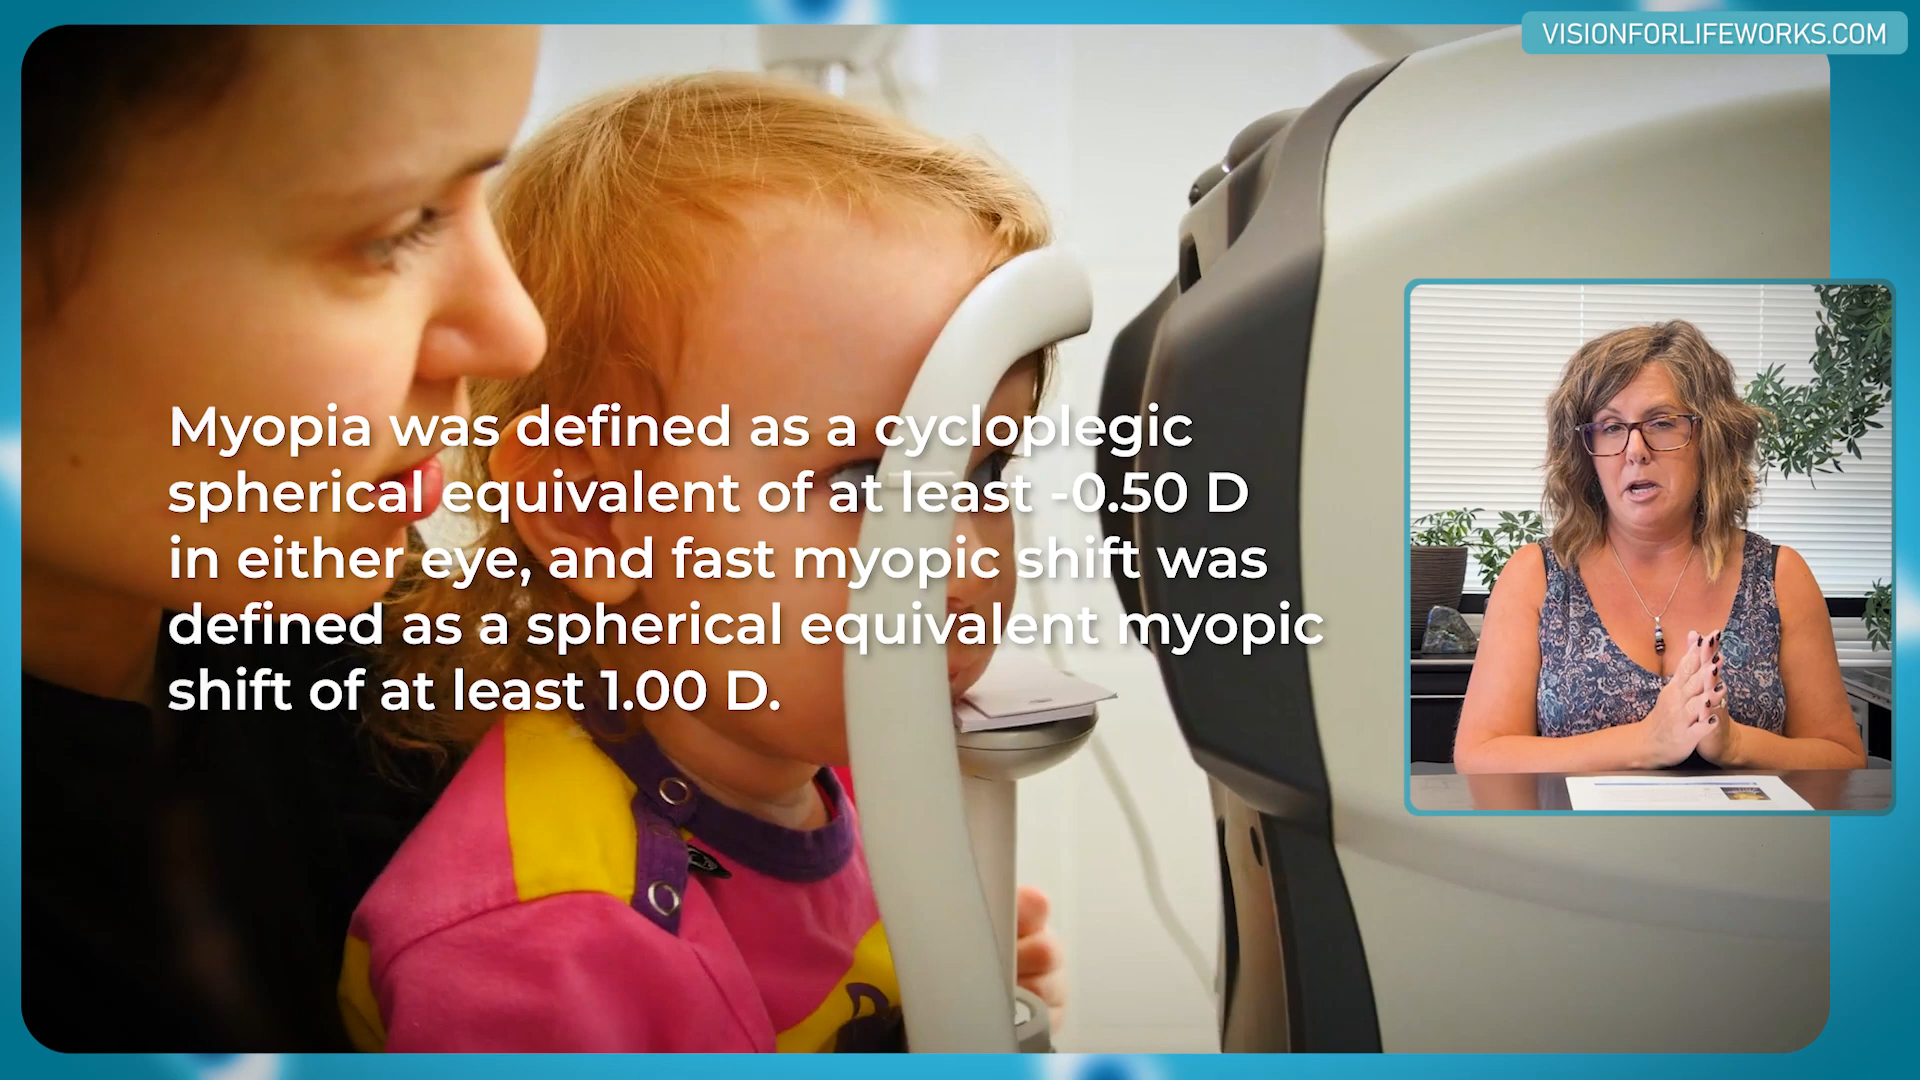 VISIONFORLIFEWORKS.COM
Myopia was defined as a cycloplegic
spherical equivalent of at least -0.50 D
in either eye, and fast myopic shift was
defined as a spherical equivalent myopic
shift of at least 1.00 D.